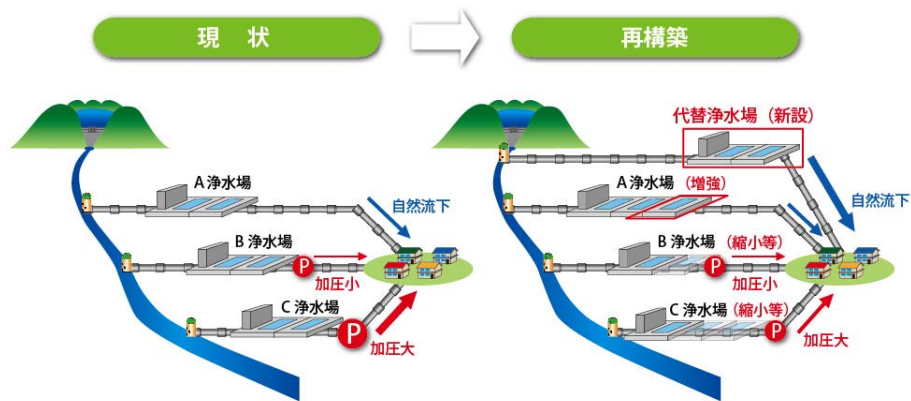 現 状
再構築
A 浄水場
自然流下
B 浄水場
P
加圧小
C 浄水場
P
加圧大
代替浄水場（新設）
A 浄水場（増強）
自然流下
B 浄水場（縮小等）
P
加圧小
C 浄水場（縮小等）
P
加圧大